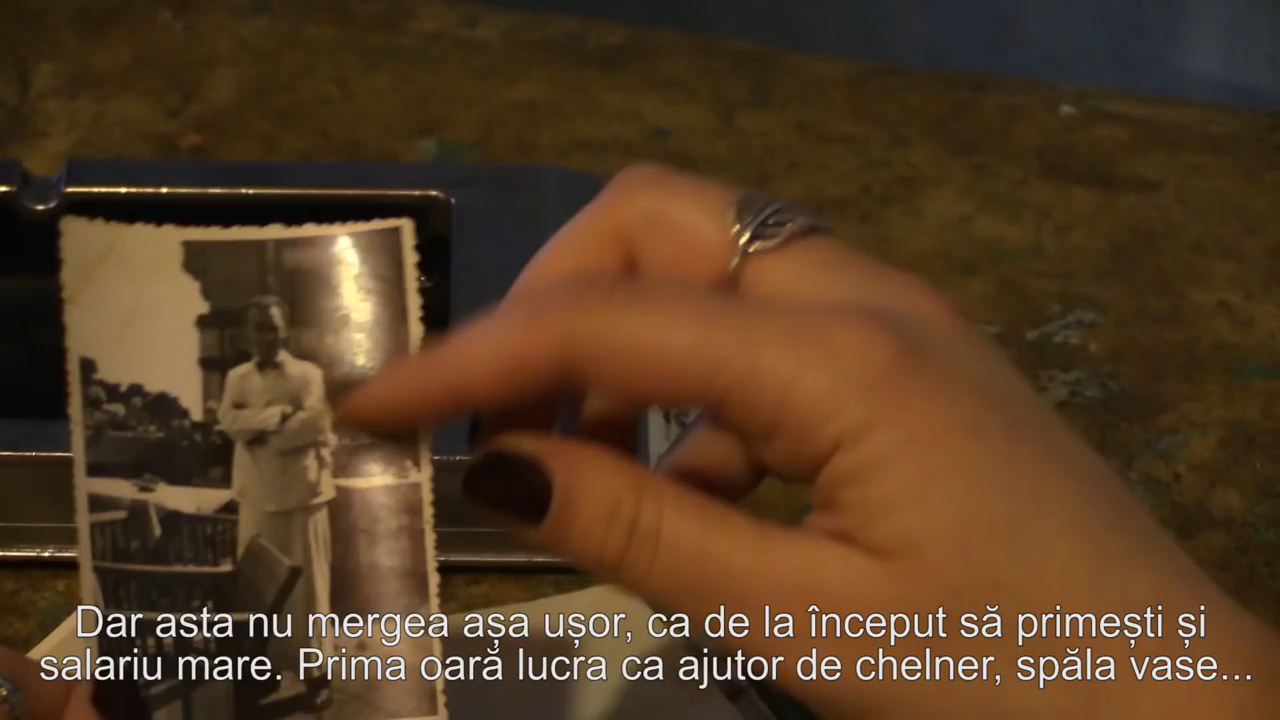 Dar asta nu mergea așa ușor, ca de la început să primești și
salariu mare. Prima oară lucra ca ajutor de chelner, spăla vase...